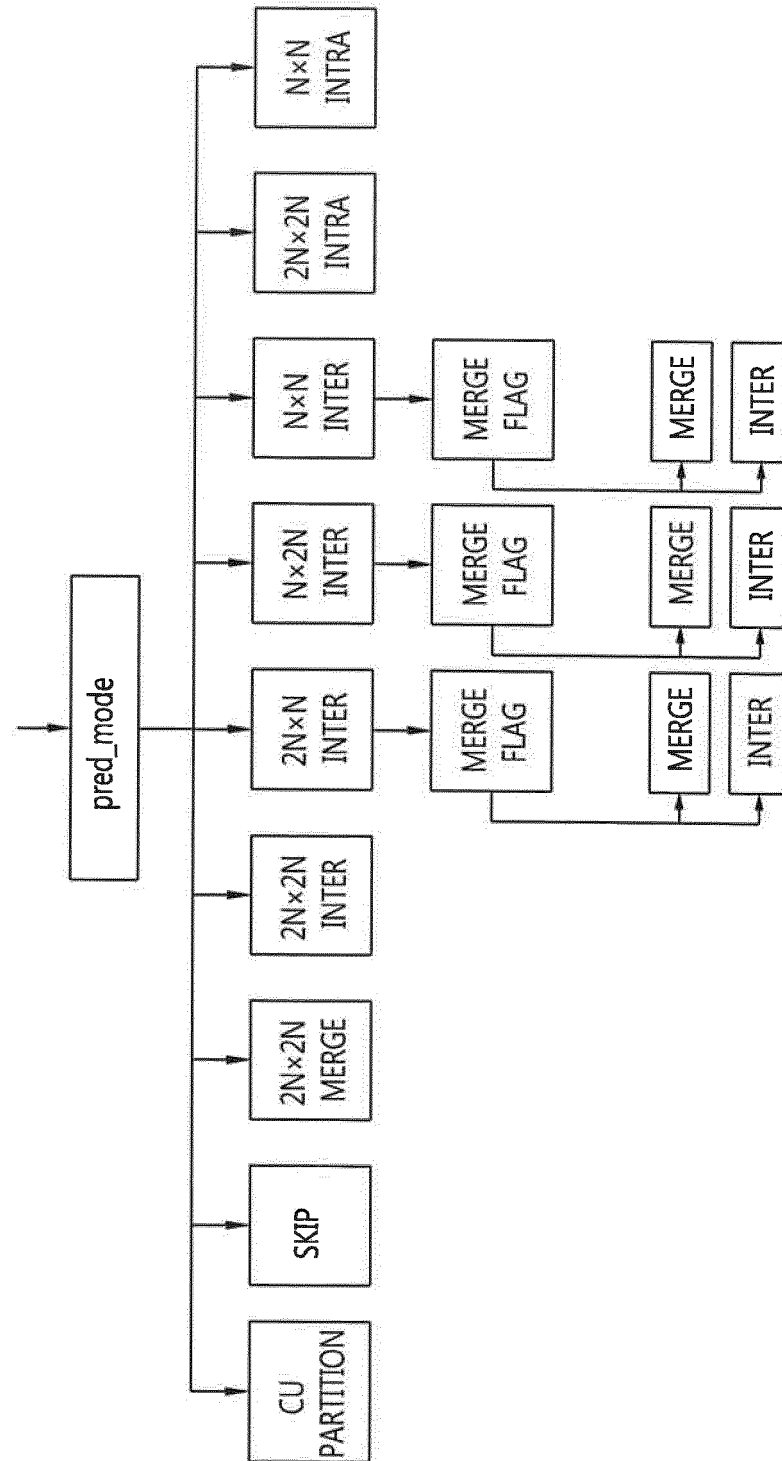 pred_mode
CU
PARTITION
SKIP
2N×2N
MERGE
2N×2N
INTER
2N×N
INTER
N×2N
INTER
N×N
INTER
2N×2N
INTRA
N×N
INTRA
MERGE
FLAG
MERGE
FLAG
MERGE
FLAG
MERGE
MERGE
MERGE
INTER
INTER
INTER